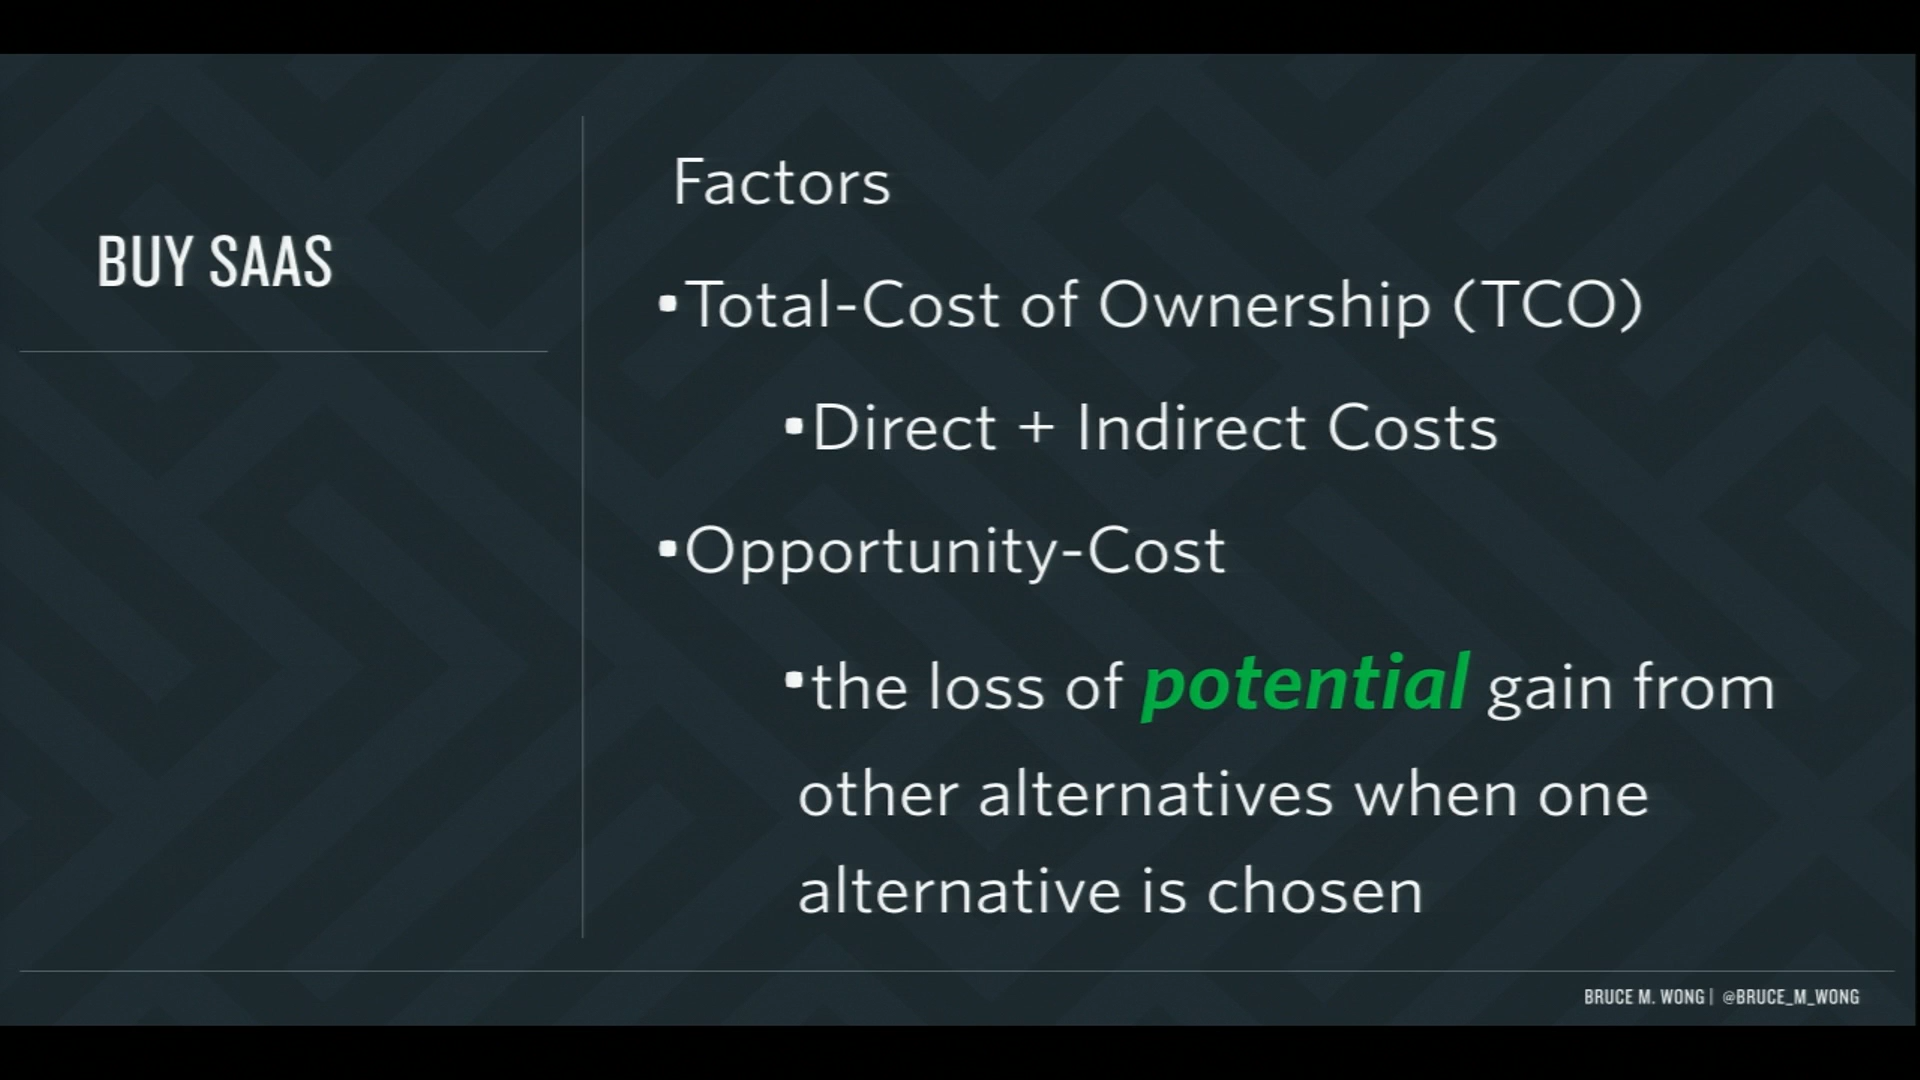 BUY SAAS
Factors
▪Total-Cost of Ownership (TCO)
▪Direct + Indirect Costs
▪Opportunity-Cost
▪the loss of potential gain from
other alternatives when one
alternative is chosen
BRUCE M. WONG | @BRUCE_M_WONG